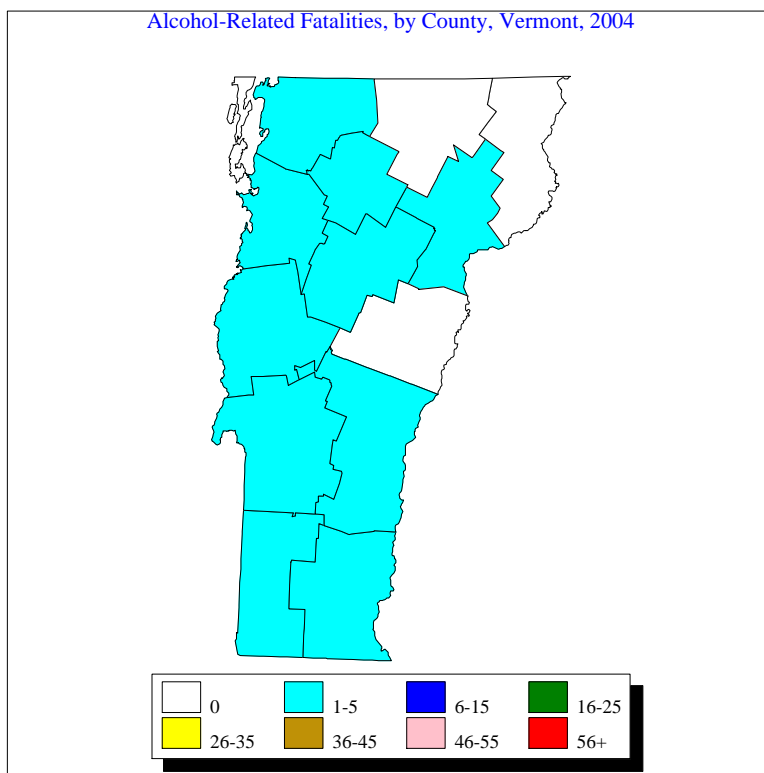 Alcohol-Related Fatalities, by County, Vermont, 2004
0 1-5 6-15 16-25
26-35 36-45 46-55 56+